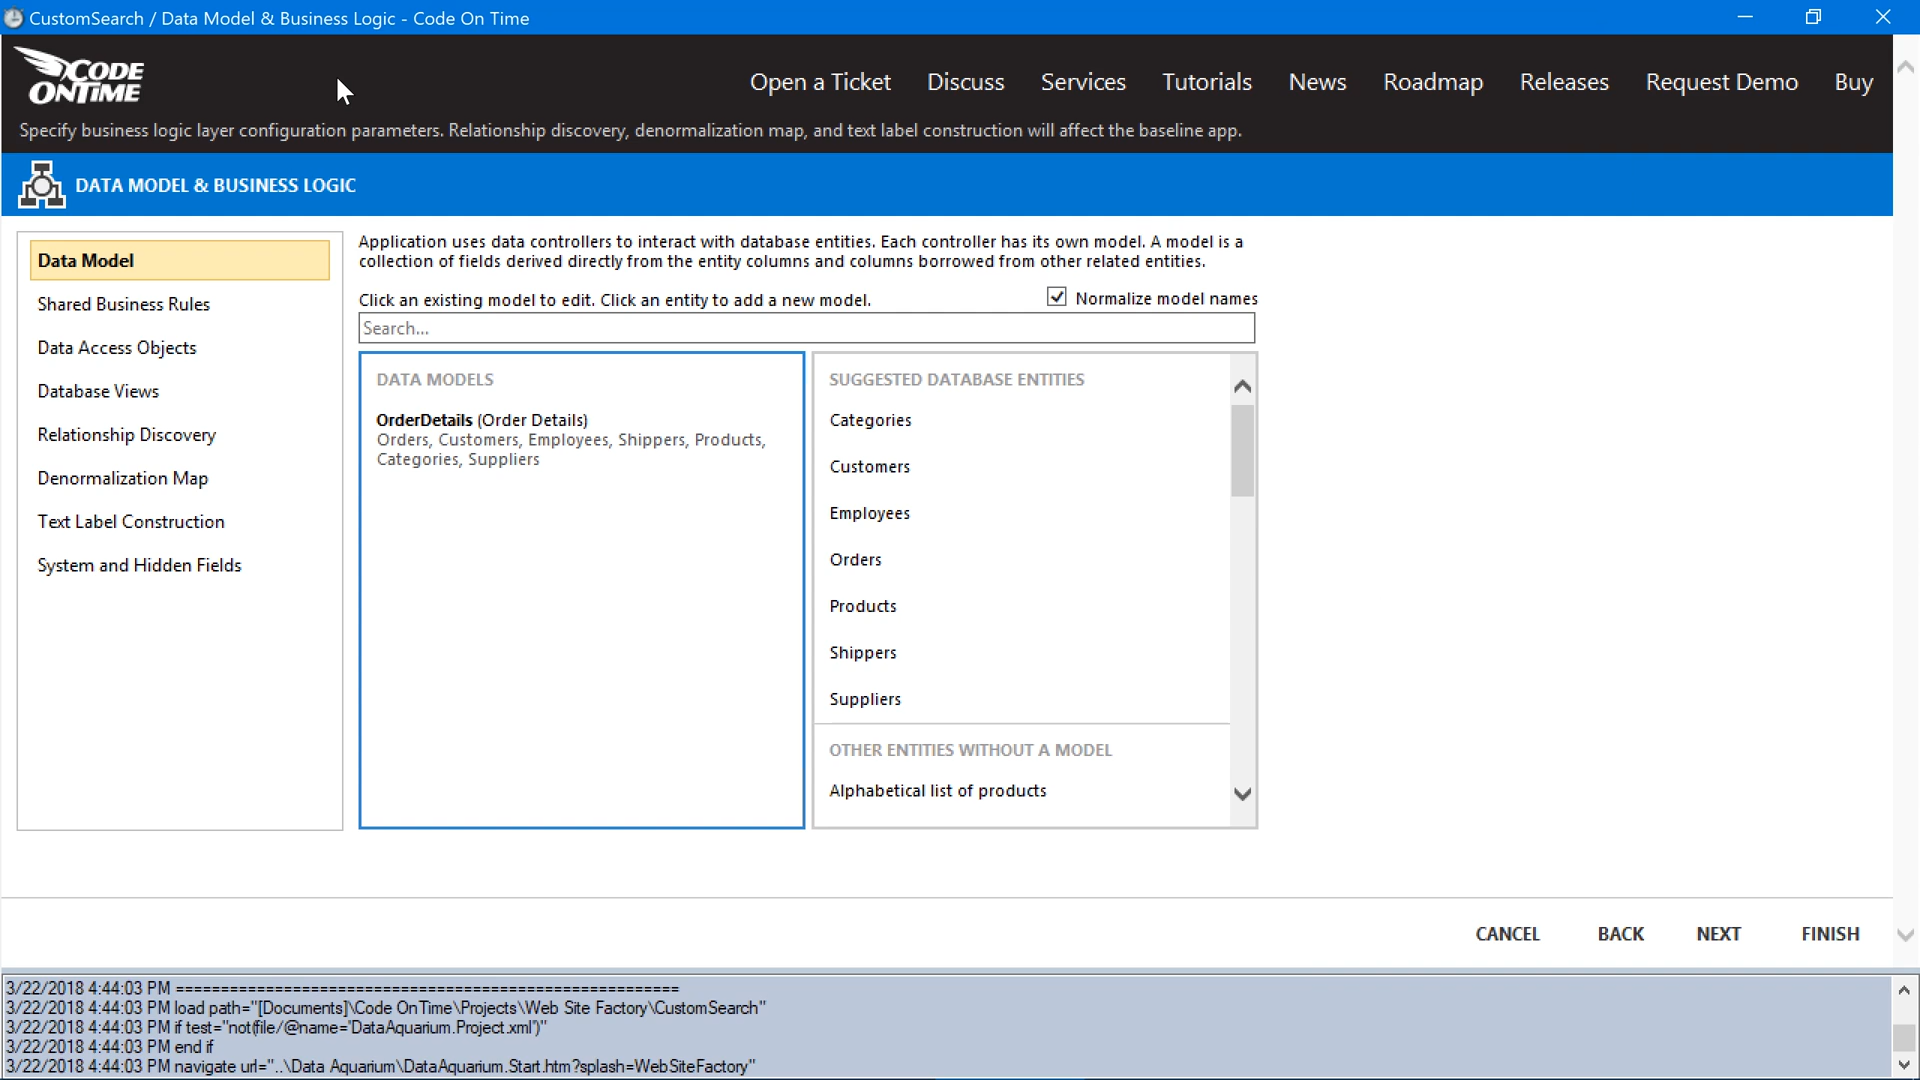 CustomSearch / Data Model & Business Logic - Code On Time
CODE
ONTIME
Open a Ticket Discuss Services Tutorials News Roadmap Releases Request Demo Buy
Specify business logic layer configuration parameters. Relationship discovery, denormalization map, and text label construction will affect the baseline app.
DATA MODEL & BUSINESS LOGIC
Data Model
Shared Business Rules
Data Access Objects
Database Views
Relationship Discovery
Denormalization Map
Text Label Construction
System and Hidden Fields
Application uses data controllers to interact with database entities. Each controller has its own model. A model is a
collection of fields derived directly from the entity columns and columns borrowed from other related entities.
Click an existing model to edit. Click an entity to add a new model.
Normalize model names
Search...
DATA MODELS
OrderDetails (Order Details)
Orders, Customers, Employees, Shippers, Products,
Categories, Suppliers
SUGGESTED DATABASE ENTITIES
Categories
Customers
Employees
Orders
Products
Shippers
Suppliers
OTHER ENTITIES WITHOUT A MODEL
Alphabetical list of products
CANCEL BACK NEXT FINISH
3/22/2018 4:44:03 PM ========================================================
3/22/2018 4:44:03 PM load path="[Documents]\Code OnTime\Projects\Web Site Factory\CustomSearch"
3/22/2018 4:44:03 PM if test="not(file/@name='DataAquarium.Project.xml')"
3/22/2018 4:44:03 PM end if
3/22/2018 4:44:03 PM navigate url="..\Data Aquarium\DataAquarium.Start.htm?splash=WebSiteFactory"